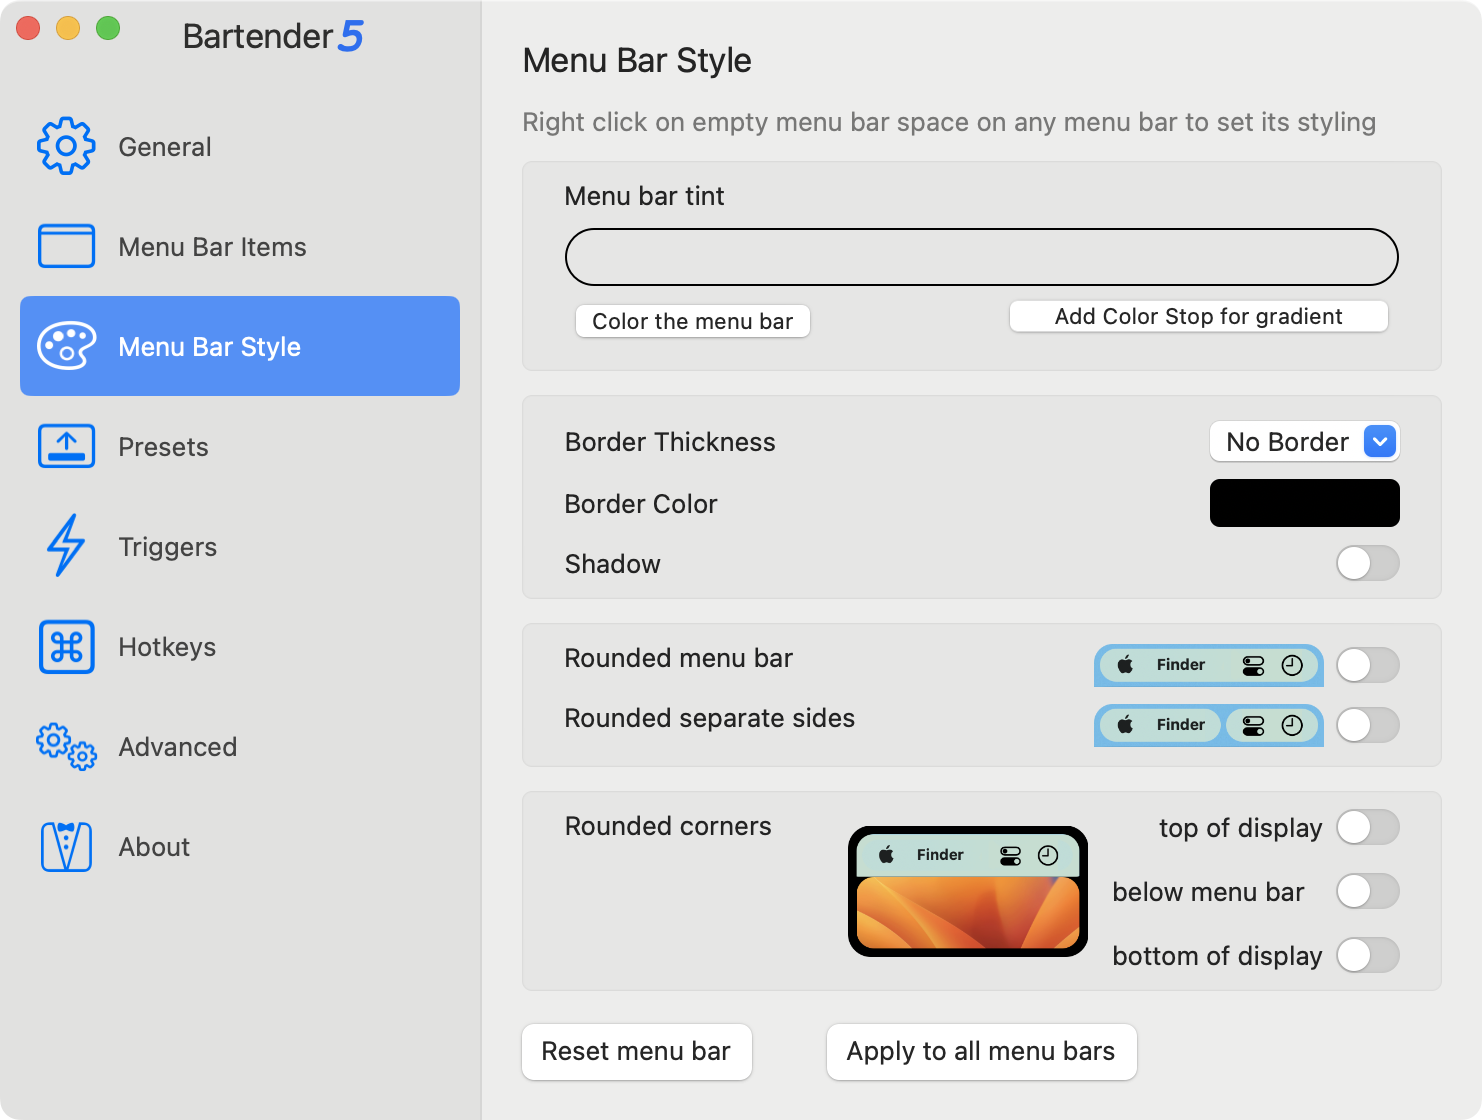 Bartender 5
General
Menu Bar Items
Menu Bar Style
Presets
Triggers
Hotkeys
Advanced
About
Menu Bar Style
Right click on empty menu bar space on any menu bar to set its styling
Menu bar tint
Color the menu bar
Add Color Stop for gradient
Border Thickness
No Border
Border Color
Shadow
Rounded menu bar
Finder
Rounded separate sides
Finder
Rounded corners
Finder
top of display
below menu bar
bottom of display
Reset menu bar
Apply to all menu bars